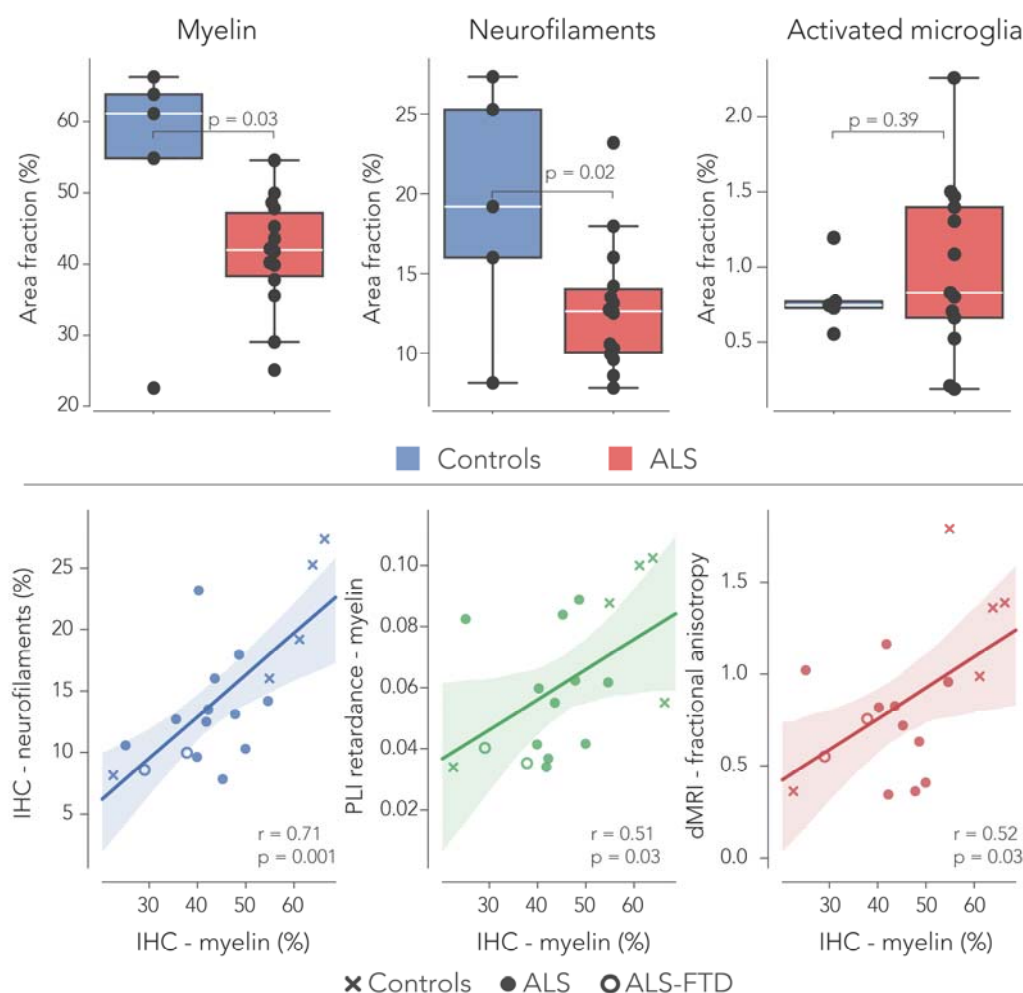 Myelin
Neurofilaments
Activated microglia
Area fraction (%)
60
50
40
30
20
p = 0.03
Area fraction (%)
25
20
15
10
p = 0.02
Area fraction (%)
2.0
1.5
1.0
0.5
p = 0.39
Controls
ALS
IHC - neurofilaments (%)
25
20
15
10
5
r = 0.71
p = 0.001
30 40 50 60
IHC - myelin (%)
PLI retardance - myelin
0.10
0.08
0.06
0.04
0.02
r = 0.51
p = 0.03
30 40 50 60
IHC - myelin (%)
dMRI - fractional anisotropy
1.5
1.0
0.5
0.0
r = 0.52
p = 0.03
30 40 50 60
IHC - myelin (%)
Controls
ALS
ALS-FTD